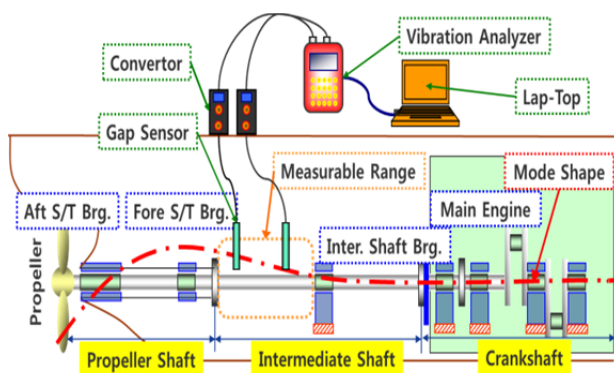 Convertor
Vibration Analyzer
Lap-Top
Gap Sensor
Measurable Range
Mode Shape
Aft S/T Brg.
Fore S/T Brg.
Main Engine
Inter. Shaft Brg.
Propeller
Propeller Shaft
Intermediate Shaft
Crankshaft